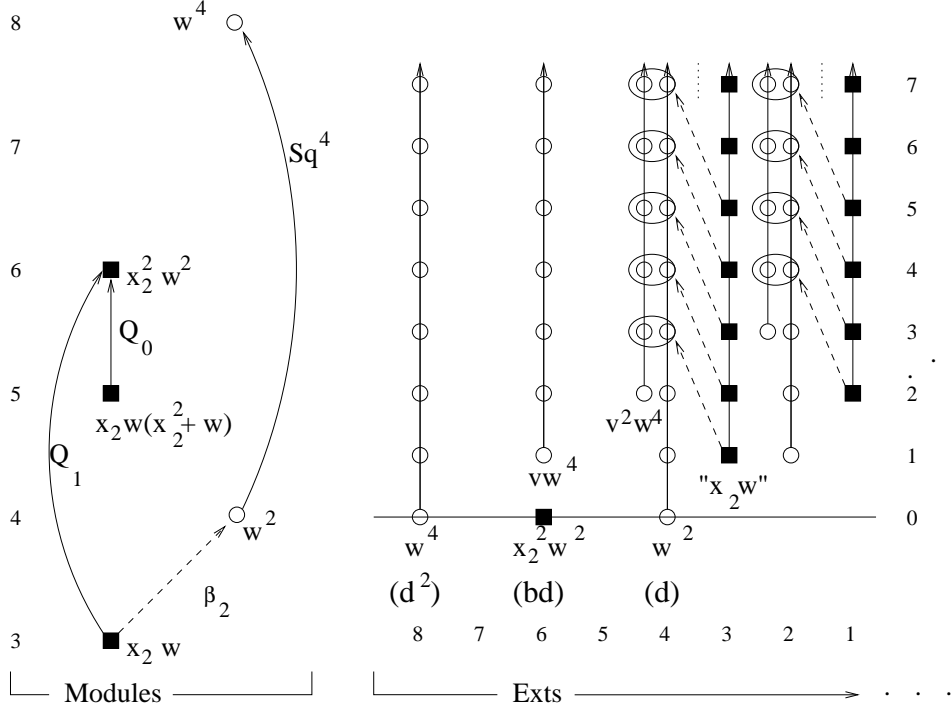 8
7
6
5
4
3
w^4
Sq^4
x_2^2 w^2
Q_0
x_2w(x_2^2 + w)
Q_1
w^2
β_2
x_2 w
Modules
7
6
5
4
3
2
1
0
v^2w^4
vw^4
"x_2w"
w^4
x_2^2 w^2
w^2
(d^2)
(bd)
(d)
8 7 6 5 4 3 2 1
Exts